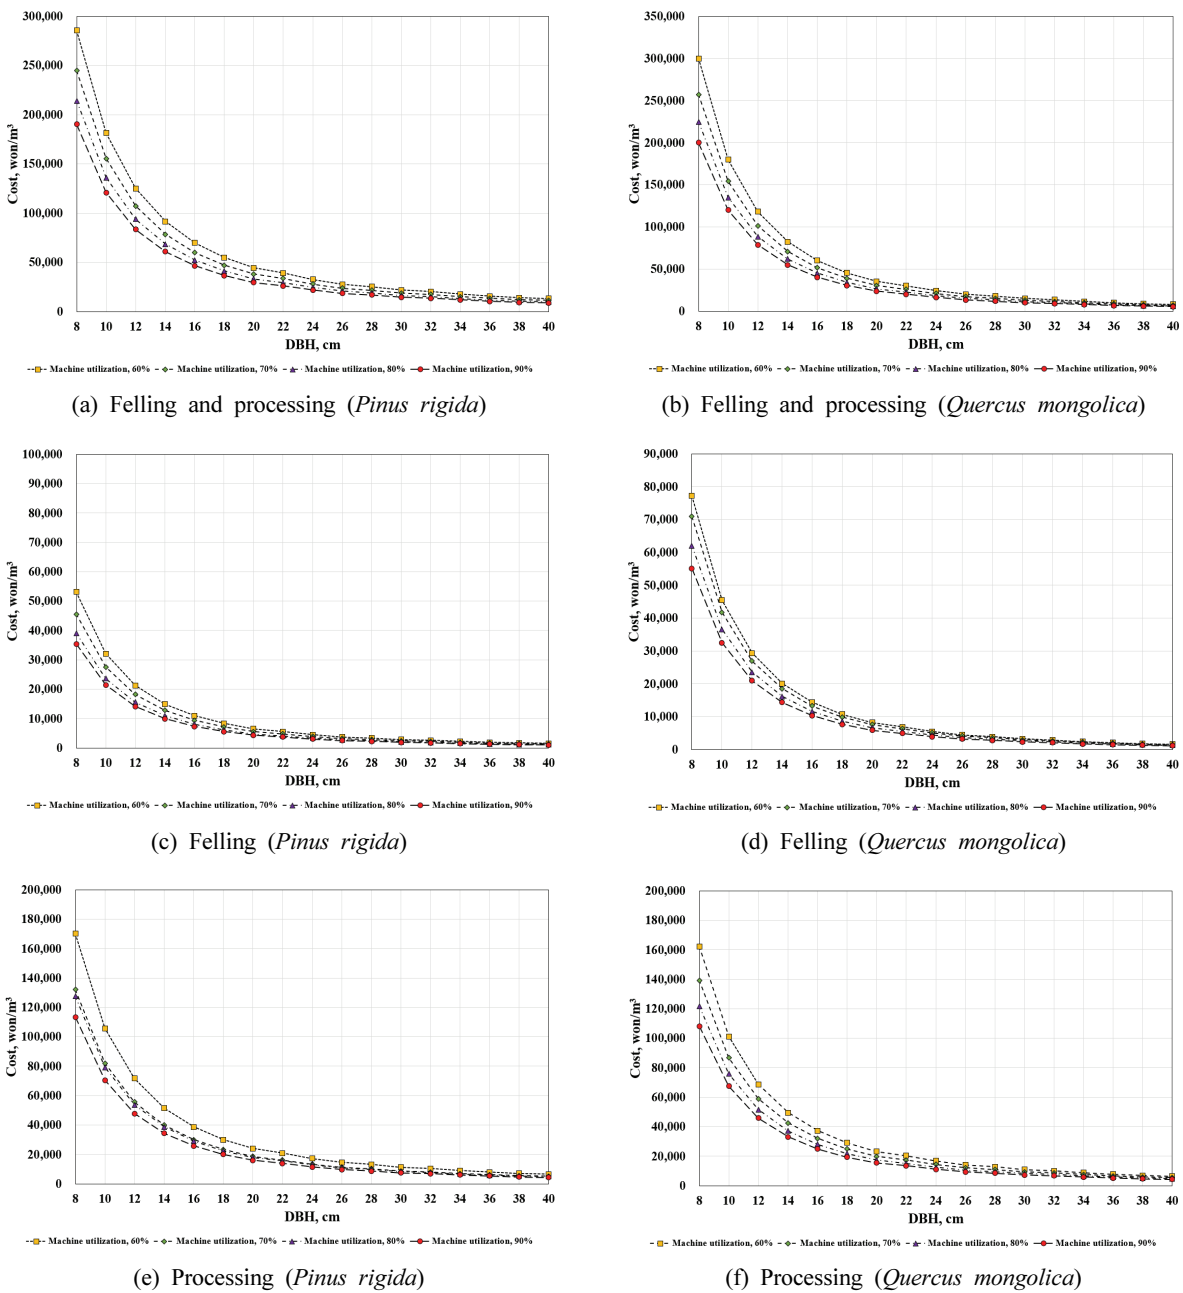 300,000
250,000
200,000
150,000
100,000
50,000
0
Cost, won/m³
8 10 12 14 16 18 20 22 24 26 28 30 32 34 36 38 40
DBH, cm
Machine utilization, 60% Machine utilization, 70% Machine utilization, 80% Machine utilization, 90%
(a) Felling and processing (Pinus rigida)
350,000
300,000
250,000
200,000
150,000
100,000
50,000
0
Cost, won/m³
8 10 12 14 16 18 20 22 24 26 28 30 32 34 36 38 40
DBH, cm
Machine utilization, 60% Machine utilization, 70% Machine utilization, 80% Machine utilization, 90%
(b) Felling and processing (Quercus mongolica)
100,000
90,000
80,000
70,000
60,000
50,000
40,000
30,000
20,000
10,000
0
Cost, won/m³
8 10 12 14 16 18 20 22 24 26 28 30 32 34 36 38 40
DBH, cm
Machine utilization, 60% Machine utilization, 70% Machine utilization, 80% Machine utilization, 90%
(c) Felling (Pinus rigida)
90,000
80,000
70,000
60,000
50,000
40,000
30,000
20,000
10,000
0
Cost, won/m³
8 10 12 14 16 18 20 22 24 26 28 30 32 34 36 38 40
DBH, cm
Machine utilization, 60% Machine utilization, 70% Machine utilization, 80% Machine utilization, 90%
(d) Felling (Quercus mongolica)
200,000
180,000
160,000
140,000
120,000
100,000
80,000
60,000
40,000
20,000
0
Cost, won/m³
8 10 12 14 16 18 20 22 24 26 28 30 32 34 36 38 40
DBH, cm
Machine utilization, 60% Machine utilization, 70% Machine utilization, 80% Machine utilization, 90%
(e) Processing (Pinus rigida)
200,000
180,000
160,000
140,000
120,000
100,000
80,000
60,000
40,000
20,000
0
Cost, won/m³
8 10 12 14 16 18 20 22 24 26 28 30 32 34 36 38 40
DBH, cm
Machine utilization, 60% Machine utilization, 70% Machine utilization, 80% Machine utilization, 90%
(f) Processing (Quercus mongolica)